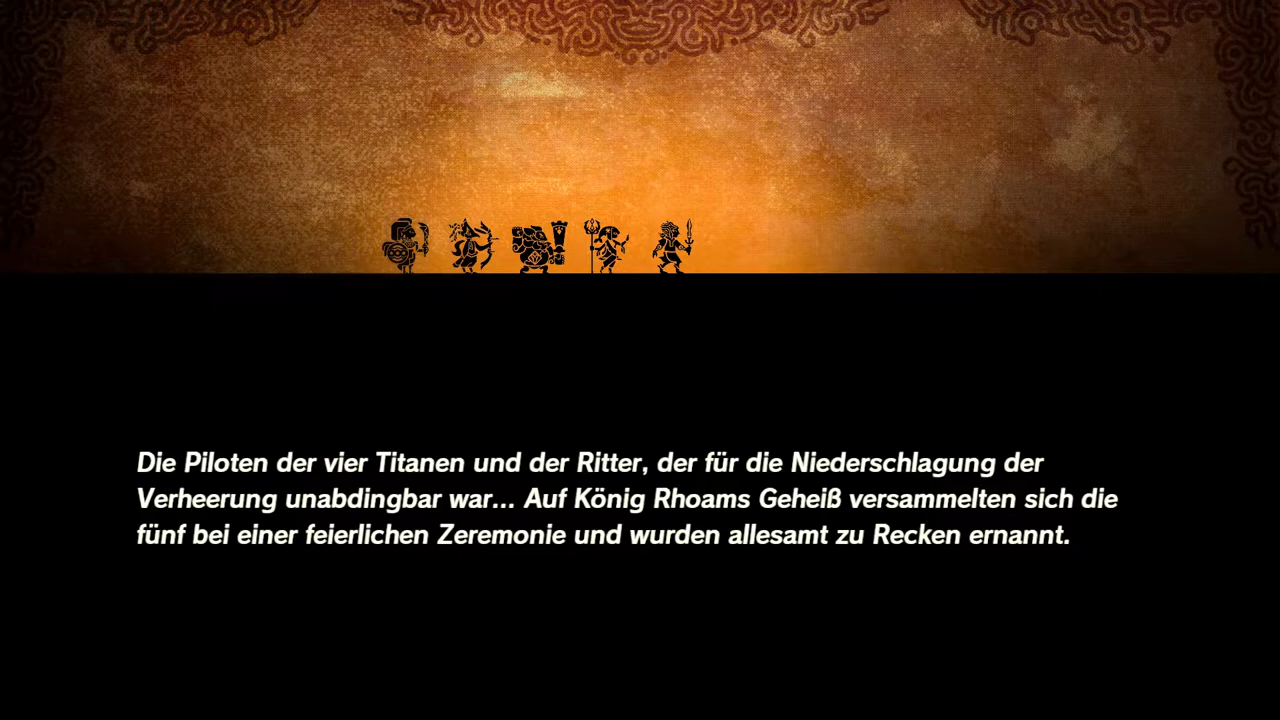 Die Piloten der vier Titanen und der Ritter, der für die Niederschlagung der
Verheerung unabdingbar war... Auf König Rhoams Geheiß versammelten sich die
fünf bei einer feierlichen Zeremonie und wurden allesamt zu Recken ernannt.